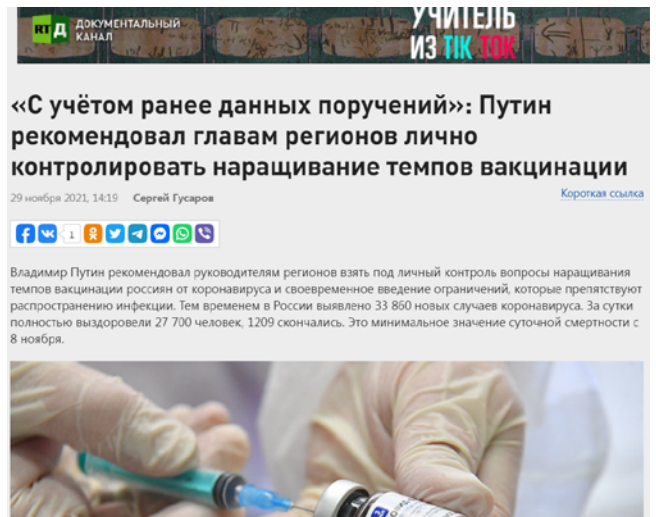 RTД ДОКУМЕНТАЛЬНЫЙ
КАНАЛ
УЧИТЕЛЬ
ИЗ TIK TOK
«С учётом ранее данных поручений»: Путин
рекомендовал главам регионов лично
контролировать наращивание темпов вакцинации
29 ноября 2021, 14:19 Сергей Гусаров
Короткая ссылка
1
Владимир Путин рекомендовал руководителям регионов взять под личный контроль вопросы наращивания
темпов вакцинации россиян от коронавируса и своевременное введение ограничений, которые препятствуют
распространению инфекции. Тем временем в России выявлено 33 860 новых случаев коронавируса. За сутки
полностью выздоровели 27 700 человек, 1209 скончались. Это минимальное значение суточной смертности с
8 ноября.